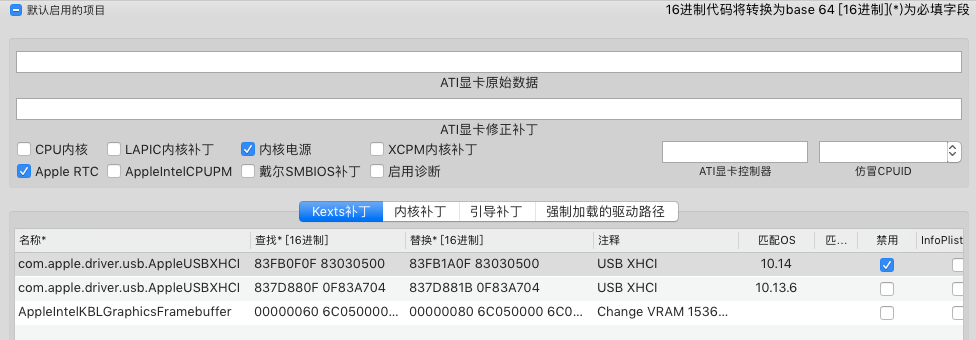 默认启用的项目 16进制代码将转换为base 64 [16进制](*)为必填字段
ATI显卡原始数据
ATI显卡修正补丁
CPU内核 LAPIC内核补丁 内核电源 XCPM内核补丁
Apple RTC AppleIntelCPUPM 戴尔SMBIOS补丁 启用诊断 ATI显卡控制器 仿冒CPUID
Kexts补丁 内核补丁 引导补丁 强制加载的驱动路径
名称* 查找* [16进制] 替换* [16进制] 注释 匹配OS 匹... 禁用 InfoPlist
com.apple.driver.usb.AppleUSBXHCI 83FB0F0F 83030500 83FB1A0F 83030500 USB XHCI 10.14
com.apple.driver.usb.AppleUSBXHCI 837D880F 0F83A704 837D881B 0F83A704 USB XHCI 10.13.6
AppleIntelKBLGraphicsFramebuffer 00000060 6C050000... 00000080 6C050000 6C0... Change VRAM 1536...